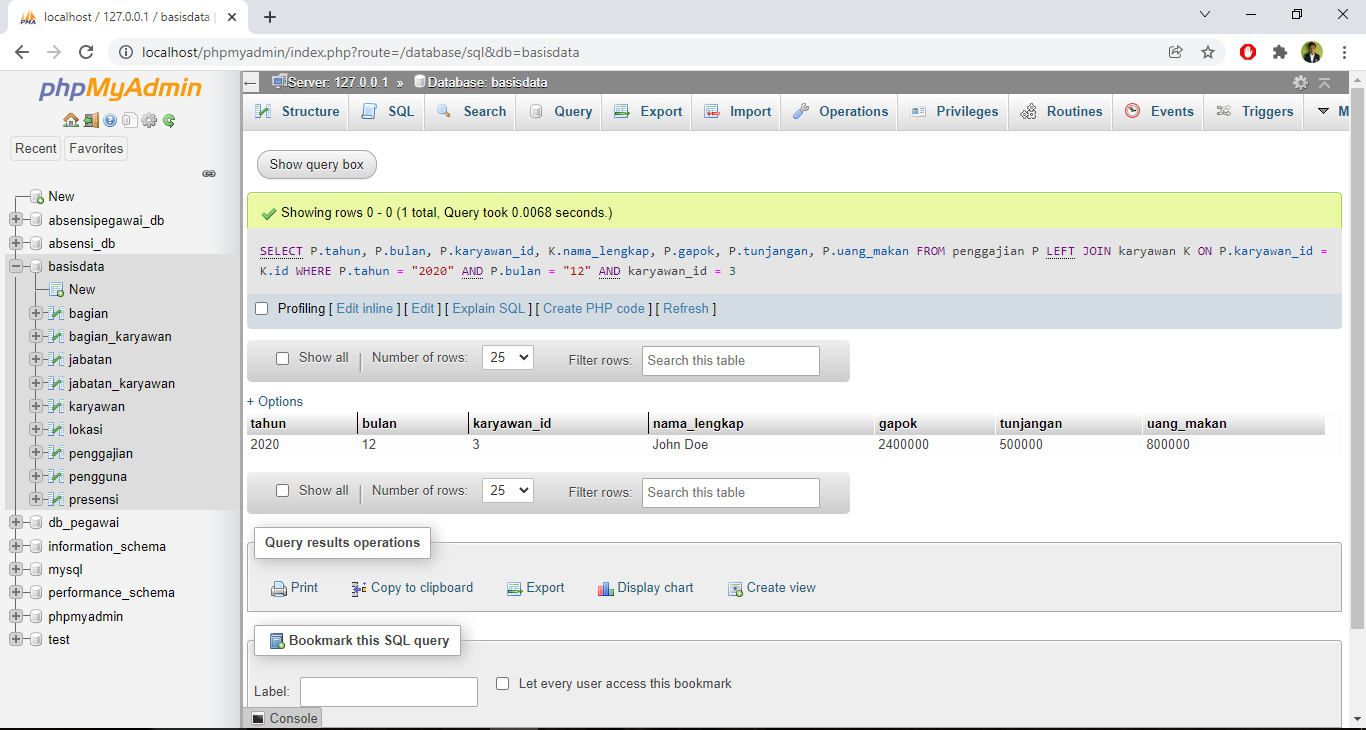 localhost / 127.0.0.1 / basisdata
localhost/phpmyadmin/index.php?route=/database/sql&db=basisdata
phpMyAdmin
Recent Favorites
New
absensipegawai_db
absensi_db
basisdata
New
bagian
bagian_karyawan
jabatan
jabatan_karyawan
karyawan
lokasi
penggajian
pengguna
presensi
db_pegawai
information_schema
mysql
performance_schema
phpmyadmin
test
Server: 127.0.0.1 » Database: basisdata
Structure SQL Search Query Export Import Operations Privileges Routines Events Triggers M
Show query box
Showing rows 0 - 0 (1 total, Query took 0.0068 seconds.)
SELECT P.tahun, P.bulan, P.karyawan_id, K.nama_lengkap, P.gapok, P.tunjangan, P.uang_makan FROM penggajian P LEFT JOIN karyawan K ON P.karyawan_id =
K.id WHERE P.tahun = "2020" AND P.bulan = "12" AND karyawan_id = 3
Profiling [ Edit inline ] [ Edit ] [ Explain SQL ] [ Create PHP code ] [ Refresh ]
Show all | Number of rows: 25 Filter rows: Search this table
+ Options
tahun bulan karyawan_id nama_lengkap gapok tunjangan uang_makan
2020 12 3 John Doe 2400000 500000 800000
Show all | Number of rows: 25 Filter rows: Search this table
Query results operations
Print Copy to clipboard Export Display chart Create view
Bookmark this SQL query
Label: Let every user access this bookmark
Console